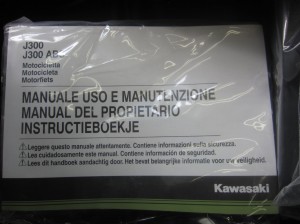 J300
J300 ABS
Motocicletta
Motocicleta
Motorfiets
MANUALE USO E MANUTENZIONE
MANUAL DEL PROPIETARIO
INSTRUCTIEBOEKJE
Leggere questo manuale attentamente. Contiene informazioni sulla sicurezza.
Lea cuidadosamente este manual. Contiene información de seguridad.
Lees dit handboek aandachtig door. Het bevat belangrijke informatie voor uw veiligheid.
Kawasaki